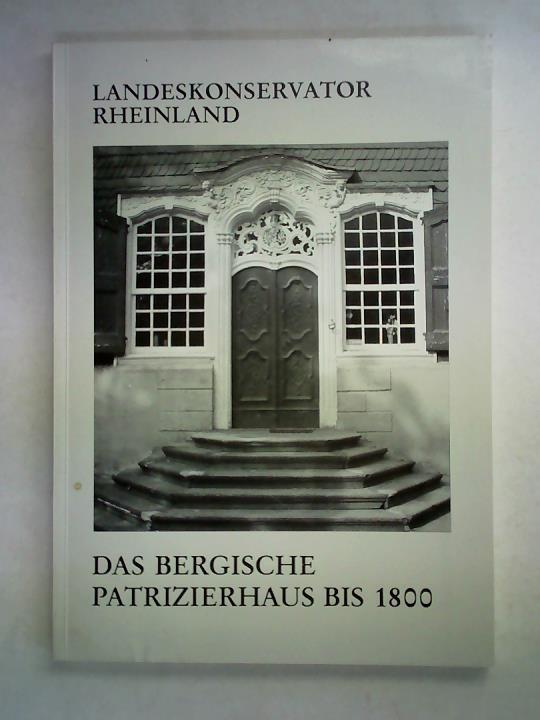 LANDESKONSERVATOR
RHEINLAND
DAS BERGISCHE
PATRIZIERHAUS BIS 1800